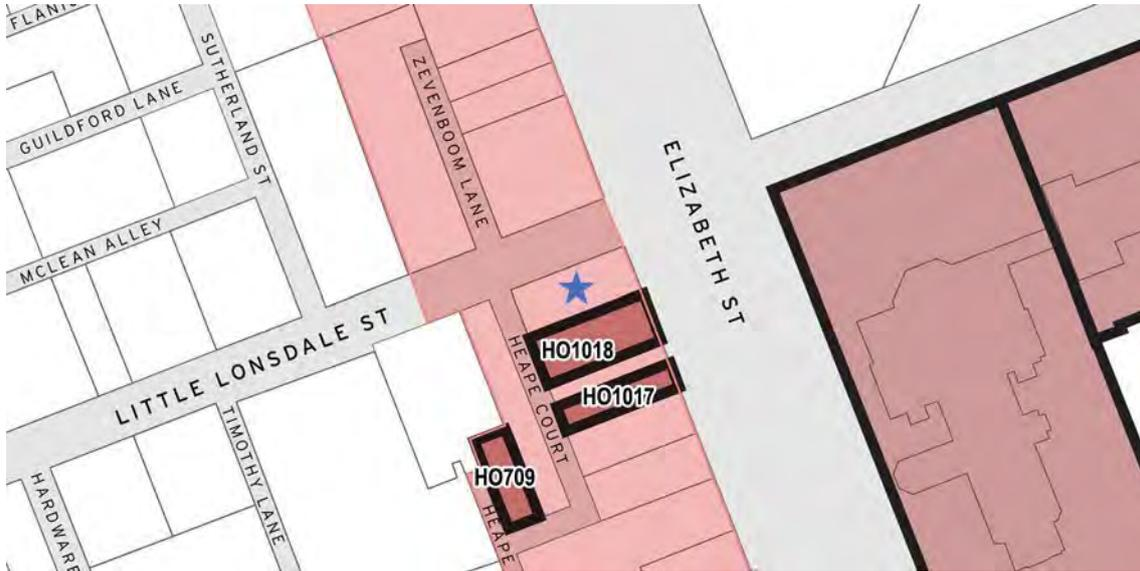 FLANI
SUTHERLAND ST
GUILDFORD LANE
ZEVENBOOM LANE
ELIZABETH ST
MCLEAN ALLEY
LITTLE LONSDALE ST
HEAPE COURT
HO1018
HO1017
TIMOTHY LANE
HO709
HARDWARE
HEAPE